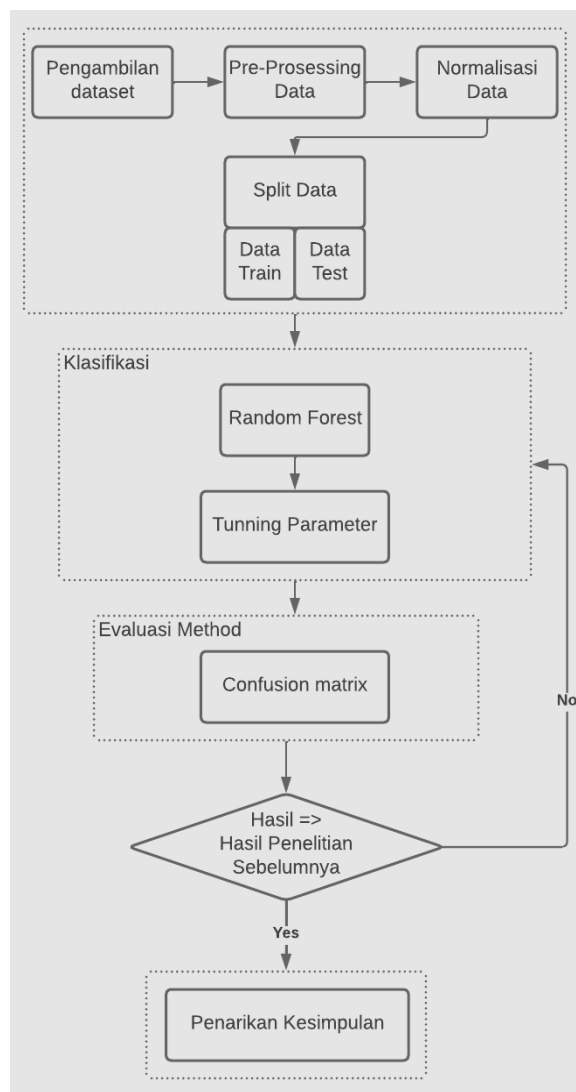 Pengambilan
dataset
Pre-Prosessing
Data
Normalisasi
Data
Split Data
Data
Train
Data
Test
Klasifikasi
Random Forest
Tunning Parameter
Evaluasi Method
Confusion matrix
No
Hasil =>
Hasil Penelitian
Sebelumnya
Yes
Penarikan Kesimpulan